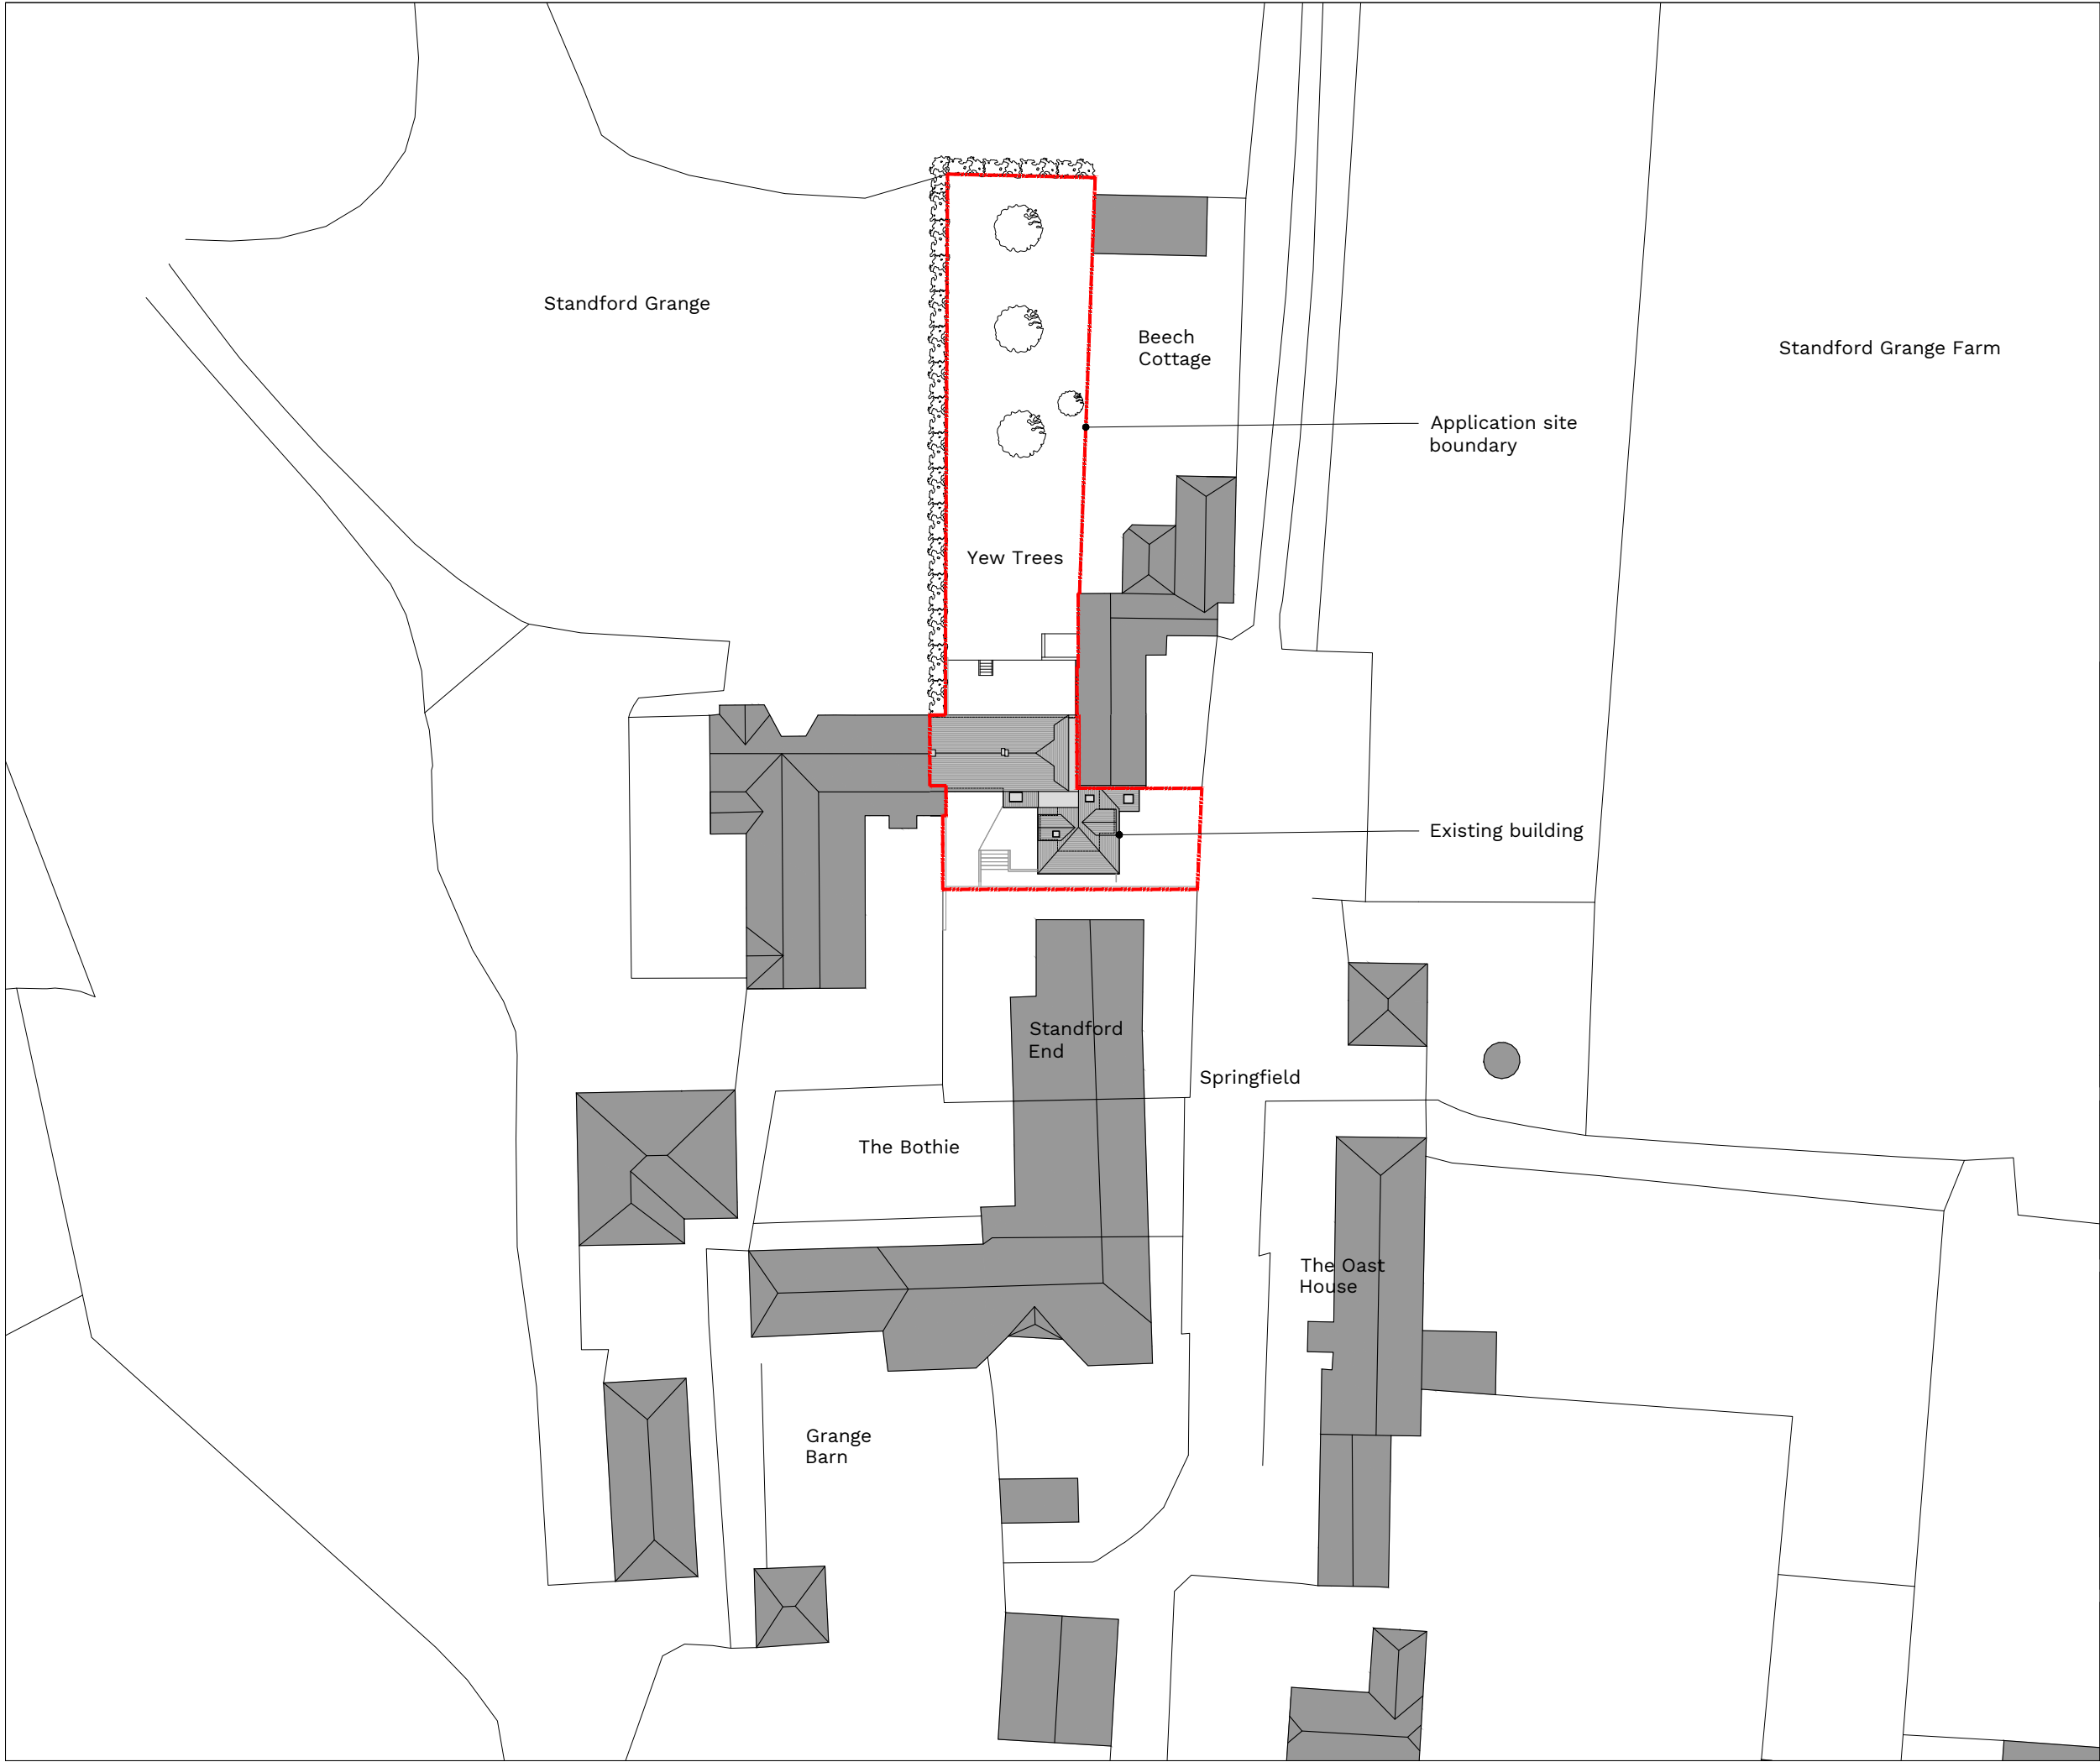 Standford Grange
Beech
Cottage
Standford Grange Farm
Application site
boundary
Yew Trees
Existing building
Standford
End
Springfield
The Bothie
The Oast
House
Grange
Barn